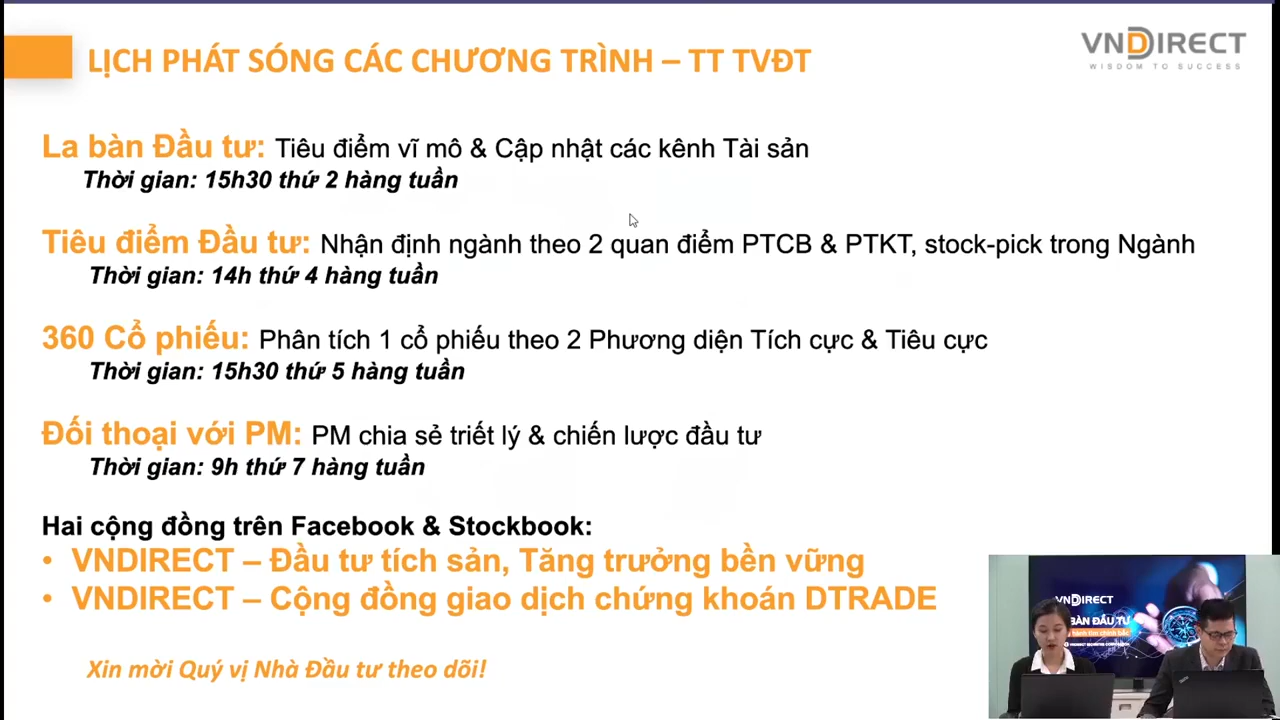 LỊCH PHÁT SÓNG CÁC CHƯƠNG TRÌNH – TT TVĐT
VNDIRECT
WISDOM TO SUCCESS
La bàn Đầu tư: Tiêu điểm vĩ mô & Cập nhật các kênh Tài sản
Thời gian: 15h30 thứ 2 hàng tuần
Tiêu điểm Đầu tư: Nhận định ngành theo 2 quan điểm PTCB & PTKT, stock-pick trong Ngành
Thời gian: 14h thứ 4 hàng tuần
360 Cổ phiếu: Phân tích 1 cổ phiếu theo 2 Phương diện Tích cực & Tiêu cực
Thời gian: 15h30 thứ 5 hàng tuần
Đối thoại với PM: PM chia sẻ triết lý & chiến lược đầu tư
Thời gian: 9h thứ 7 hàng tuần
Hai cộng đồng trên Facebook & Stockbook:
• VNDIRECT – Đầu tư tích sản, Tăng trưởng bền vững
• VNDIRECT – Cộng đồng giao dịch chứng khoán DTRADE
Xin mời Quý vị Nhà Đầu tư theo dõi!
VNDIRECT
BÀN ĐẦU TƯ